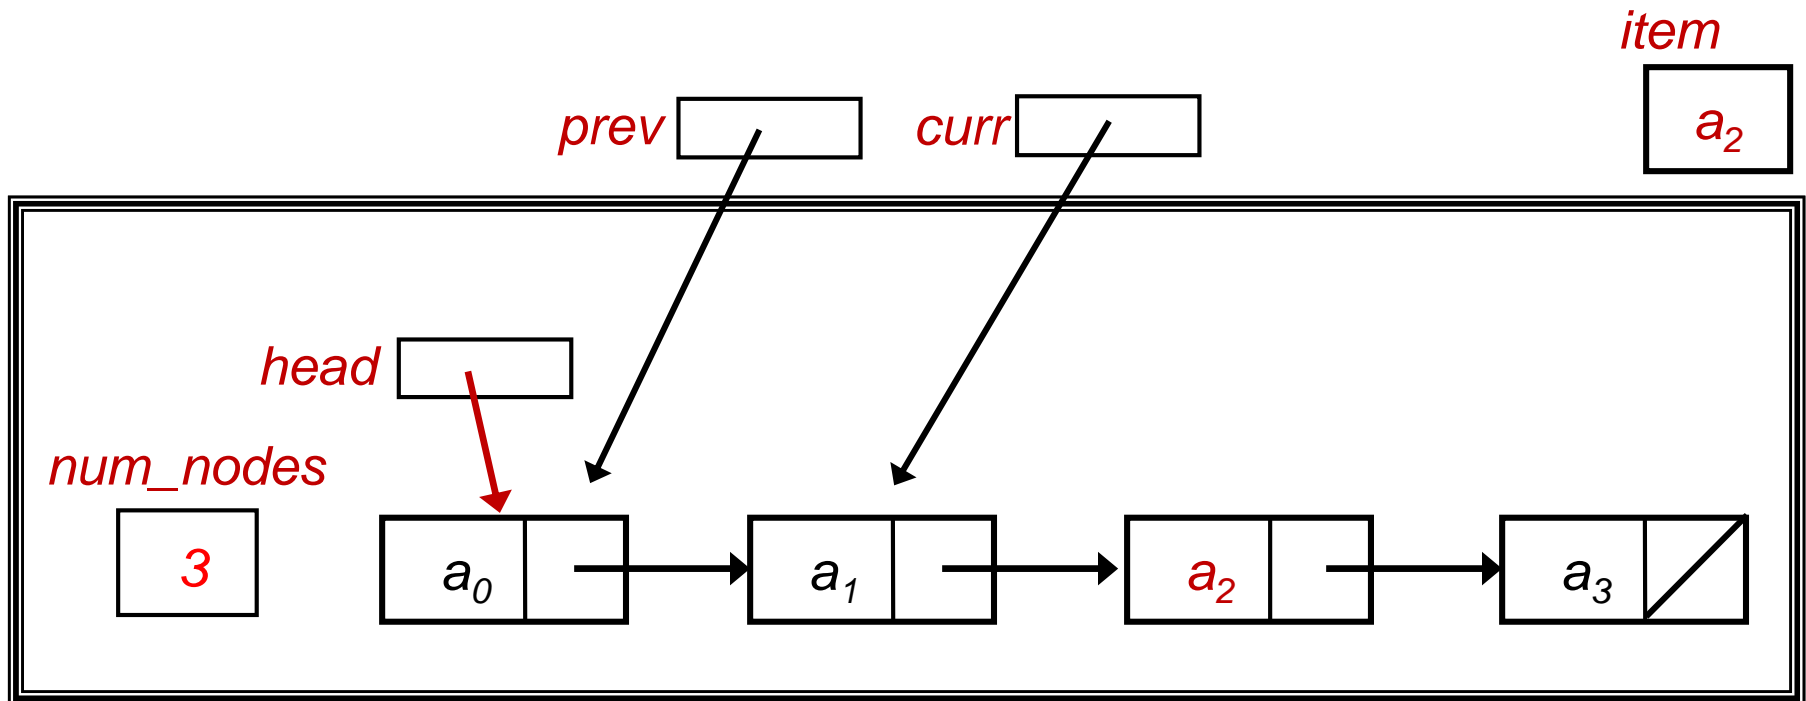 item
prev
curr
a₂
head
num_nodes
3
a₀
a₁
a₂
a₃